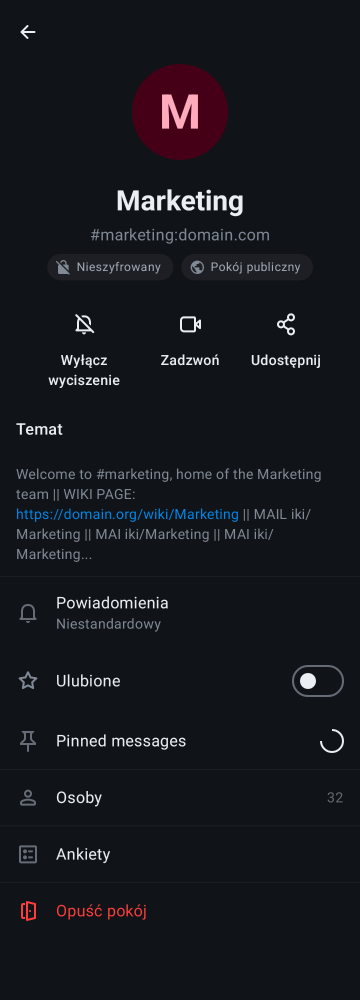 M
Marketing
#marketing:domain.com
Nieszyfrowany
Pokój publiczny
Wyłącz
wyciszenie
Zadzwoń
Udostępnij
Temat
Welcome to #marketing, home of the Marketing
team || WIKI PAGE:
https://domain.org/wiki/Marketing || MAIL iki/
Marketing || MAI iki/Marketing || MAI iki/
Marketing...
Powiadomienia
Niestandardowy
Ulubione
Pinned messages
Osoby 32
Ankiety
Opuść pokój